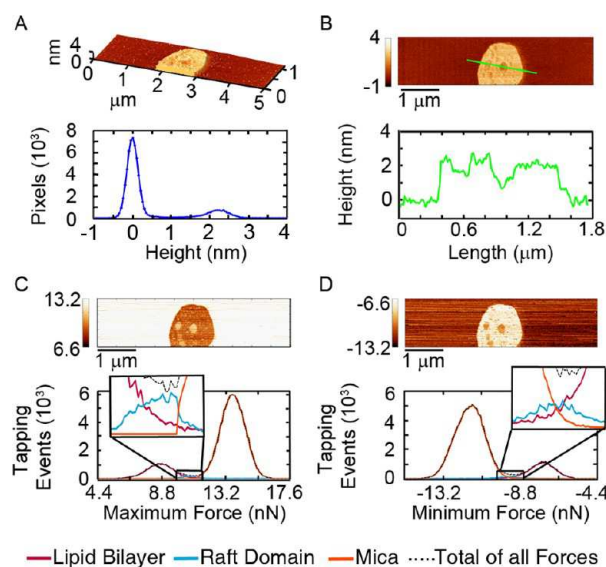 A
4
nm 0
0
1
2
3
4
5
1
0
μm
8
6
4
2
0
Pixels (10³)
-1 0 1 2 3 4
Height (nm)
B
4
-1
1 μm
4
2
0
Height (nm)
0 0.6 1.2 1.8
Length (μm)
C
13.2
6.6
1 μm
6
4
2
0
Tapping
Events (10³)
4.4 8.8 13.2 17.6
Maximum Force (nN)
D
-6.6
-13.2
1 μm
6
4
2
0
Tapping
Events (10³)
-13.2 -8.8 -4.4
Minimum Force (nN)
Lipid Bilayer Raft Domain Mica Total of all Forces